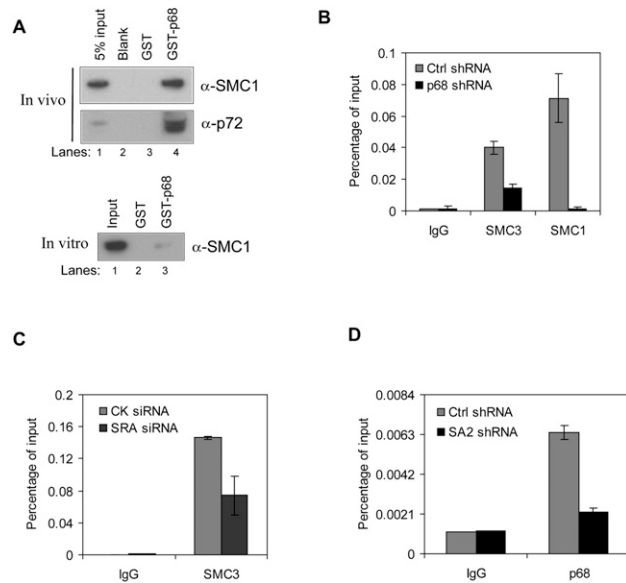 A
5% input
Blank
GST
GST-p68
In vivo
α-SMC1
α-p72
Lanes: 1 2 3 4
Input
GST
GST-p68
In vitro
α-SMC1
Lanes: 1 2 3
B
Percentage of input
0.1
0.08
0.06
0.04
0.02
0
Ctrl shRNA
p68 shRNA
IgG SMC3 SMC1
C
Percentage of input
0.2
0.16
0.12
0.08
0.04
0
CK siRNA
SRA siRNA
IgG SMC3
D
Percentage of input
0.0084
0.0063
0.0042
0.0021
0
Ctrl shRNA
SA2 shRNA
IgG p68